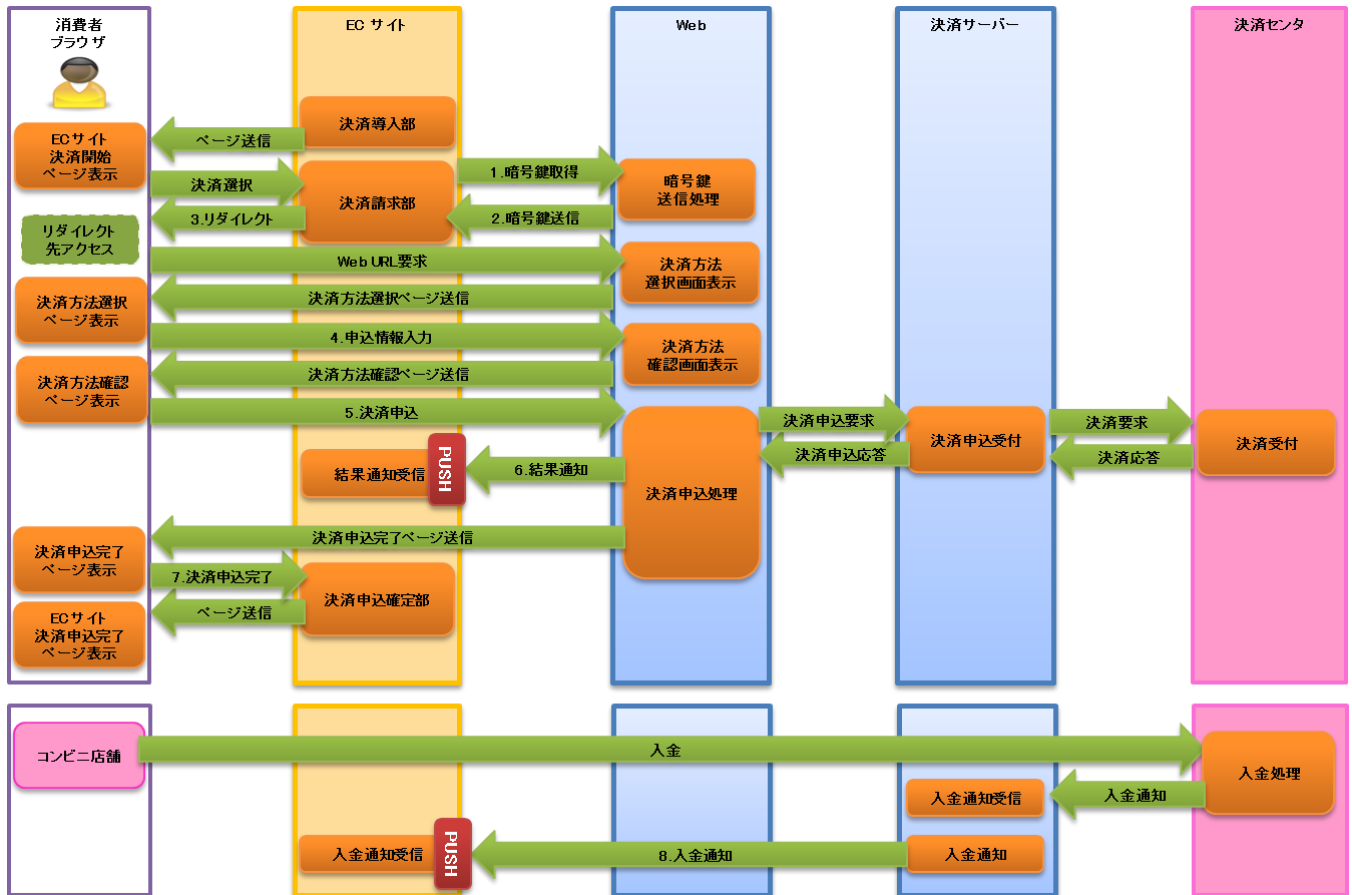 消費者
ブラウザ
ECサイト
Web
決済サーバー
決済センタ
決済導入部
ページ送信
ECサイト
決済開始
ページ表示
決済選択
決済請求部
1.暗号鍵取得
暗号鍵
送信処理
3.リダイレクト
2.暗号鍵送信
リダイレクト
先アクセス
Web URL要求
決済方法
選択画面表示
決済方法選択
ページ表示
決済方法選択ページ送信
4.申込情報入力
決済方法
確認画面表示
決済方法確認
ページ表示
決済方法確認ページ送信
5.決済申込
決済申込要求
決済申込受付
決済要求
決済受付
決済申込応答
決済応答
結果通知受信
PUSH
6.結果通知
決済申込処理
決済申込完了ページ送信
決済申込完了
ページ表示
7.決済申込完了
決済申込確定部
ページ送信
ECサイト
決済申込完了
ページ表示
コンビニ店舗
入金
入金処理
入金通知受信
入金通知
入金通知受信
PUSH
8.入金通知
入金通知